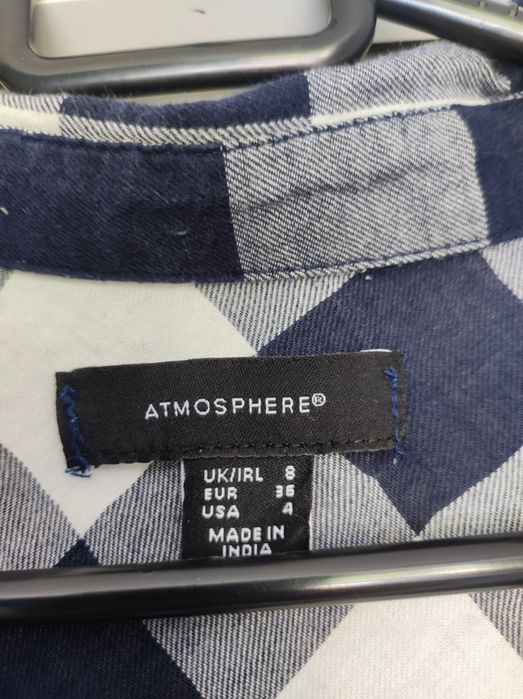 ATMOSPHERE®
UK/IRL 8
EUR 36
USA 4
MADE IN
INDIA